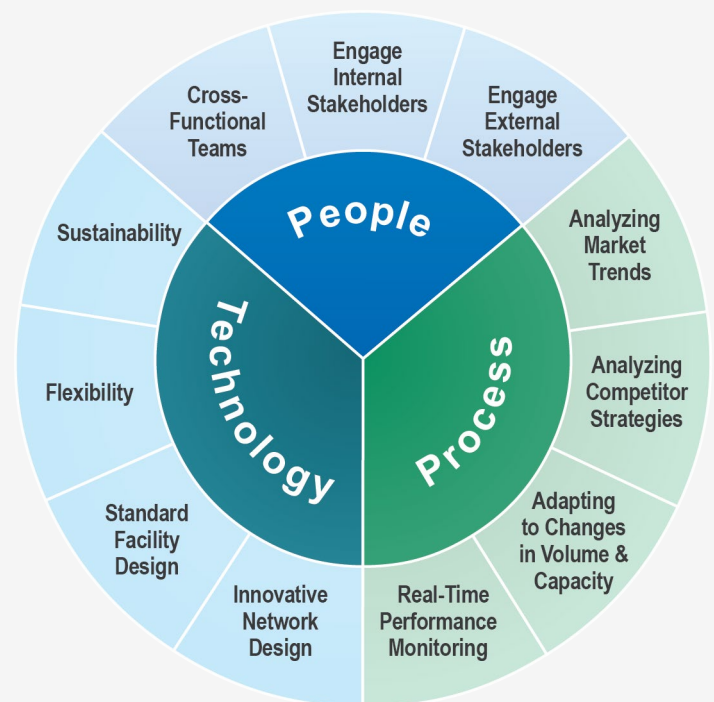 People
Cross-
Functional
Teams
Engage
Internal
Stakeholders
Engage
External
Stakeholders
Process
Analyzing
Market
Trends
Analyzing
Competitor
Strategies
Adapting
to Changes
in Volume &
Capacity
Real-Time
Performance
Monitoring
Technology
Innovative
Network
Design
Standard
Facility
Design
Flexibility
Sustainability